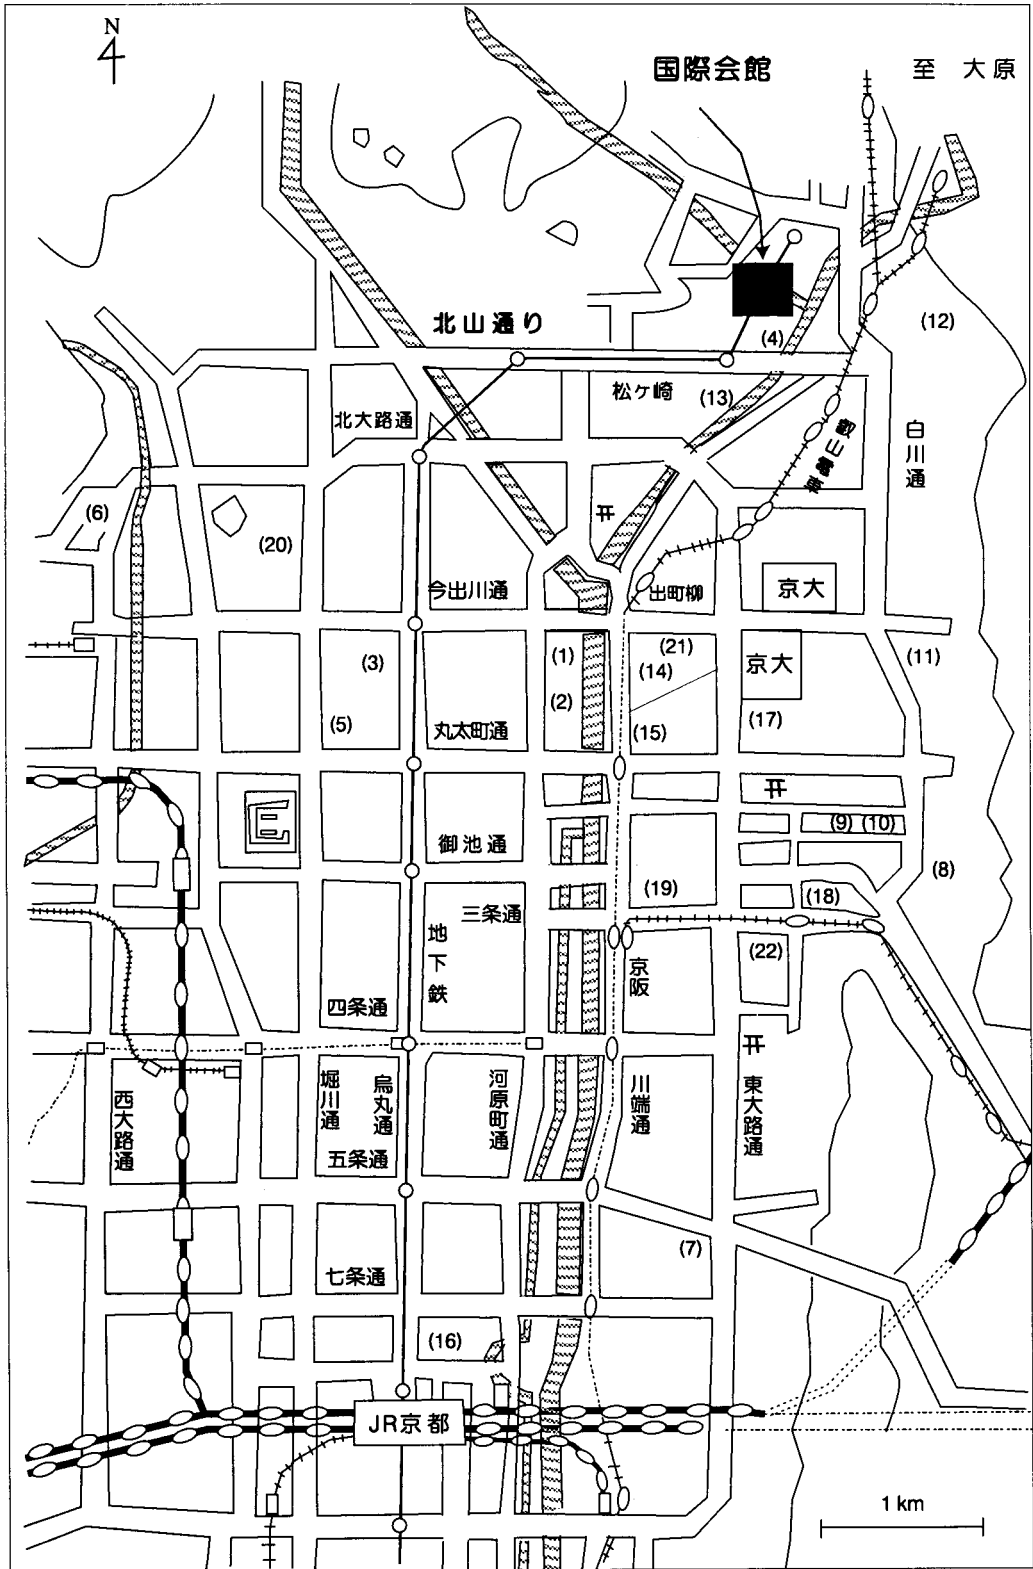 N
国際会館
至 大原
北山通り
(12)
(4)
松ヶ崎
(13)
北大路通
叡山電鉄
白川通
(6)
(20)
今出川通
出町柳
京大
(3)
(1)
(21)
(14)
京大
(11)
(2)
(5)
丸太町通
(15)
(17)
御池通
(9) (10)
(8)
(19)
(18)
三条通
地下鉄
京阪
(22)
四条通
西大路通
堀川通
烏丸通
河原町通
川端通
東大路通
五条通
(7)
七条通
(16)
JR京都
1 km